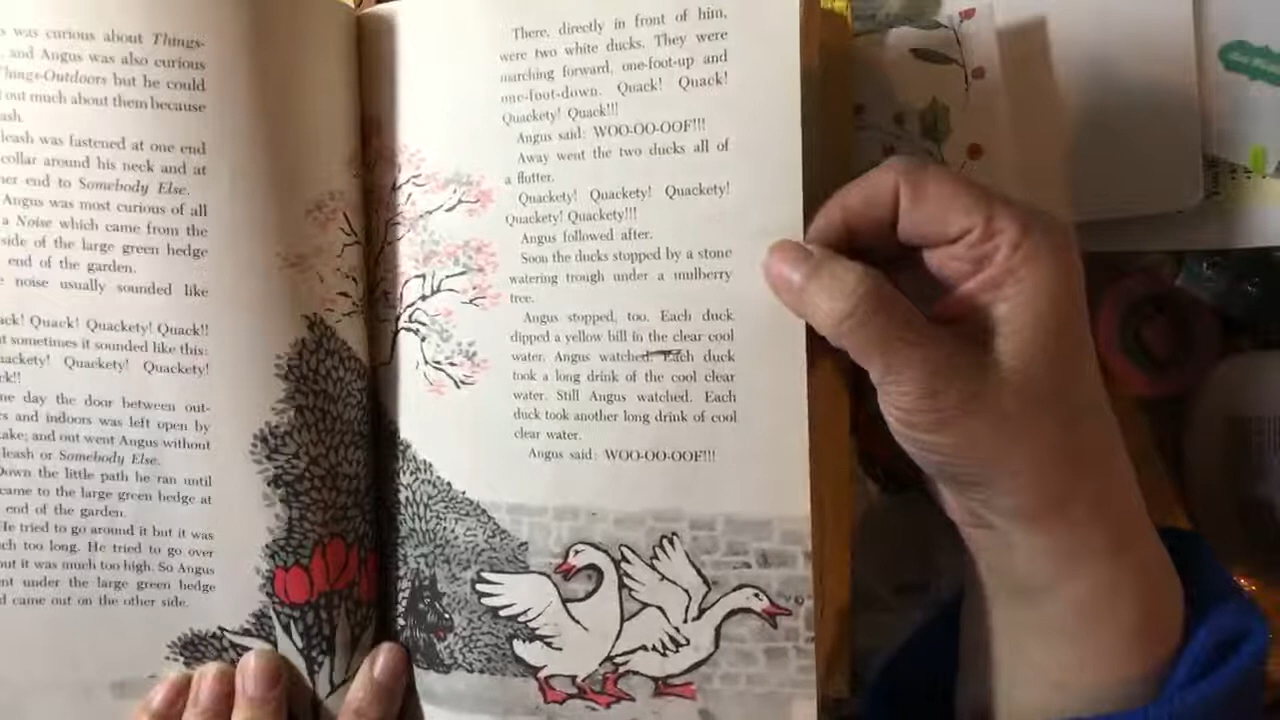 s was curious about Things-
, and Angus was also curious
Things-Outdoors but he could
out much about them because
ash.
leash was fastened at one end
collar around his neck and at
her end to Somebody Else.
Angus was most curious of all
a Noise which came from the
side of the large green hedge
end of the garden.
e noise usually sounded like
ack! Quack! Quackety! Quack!!
t sometimes it sounded like this:
uackety! Quackety! Quackety!
ck!!
ne day the door between out-
s and indoors was left open by
ake; and out went Angus without
leash or Somebody Else.
Down the little path he ran until
came to the large green hedge at
end of the garden.
He tried to go around it but it was
ch too long. He tried to go over
but it was much too high. So Angus
nt under the large green hedge
d came out on the other side.
There, directly in front of him,
were two white ducks. They were
marching forward, one-foot-up and
one-foot-down. Quack! Quack!
Quackety! Quack!!!
Angus said: WOO-OO-OOF!!!
Away went the two ducks all of
a flutter.
Quackety! Quackety! Quackety!
Quackety! Quackety!!!
Angus followed after.
Soon the ducks stopped by a stone
watering trough under a mulberry
tree.
Angus stopped, too. Each duck
dipped a yellow bill in the clear cool
water. Angus watched. Each duck
took a long drink of the cool clear
water. Still Angus watched. Each
duck took another long drink of cool
clear water.
Angus said: WOO-OO-OOF!!!